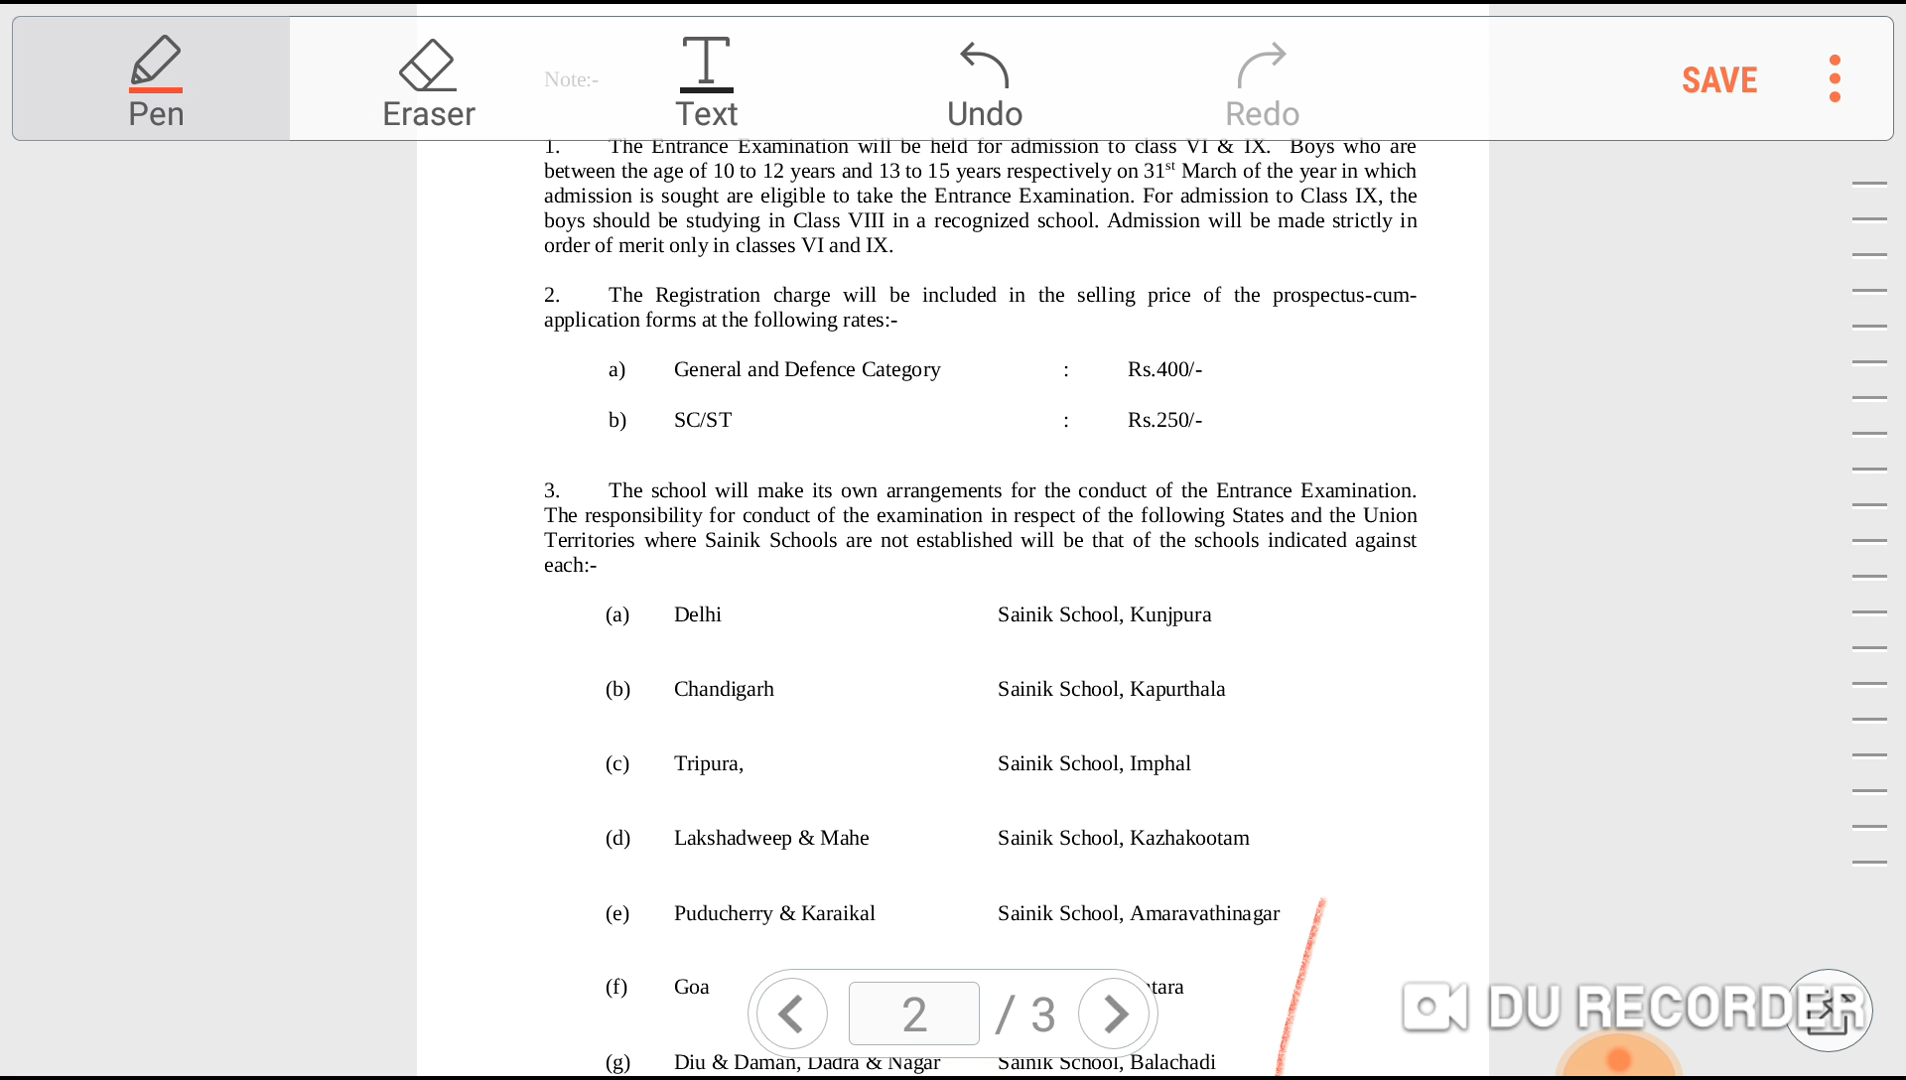 Pen
Eraser
Note:-
Text
Undo
Redo
SAVE
1. The Entrance Examination will be held for admission to class VI & IX. Boys who are
between the age of 10 to 12 years and 13 to 15 years respectively on 31st March of the year in which
admission is sought are eligible to take the Entrance Examination. For admission to Class IX, the
boys should be studying in Class VIII in a recognized school. Admission will be made strictly in
order of merit only in classes VI and IX.
2. The Registration charge will be included in the selling price of the prospectus-cum-
application forms at the following rates:-
a) General and Defence Category : Rs.400/-
b) SC/ST : Rs.250/-
3. The school will make its own arrangements for the conduct of the Entrance Examination.
The responsibility for conduct of the examination in respect of the following States and the Union
Territories where Sainik Schools are not established will be that of the schools indicated against
each:-
(a) Delhi Sainik School, Kunjpura
(b) Chandigarh Sainik School, Kapurthala
(c) Tripura, Sainik School, Imphal
(d) Lakshadweep & Mahe Sainik School, Kazhakootam
(e) Puducherry & Karaikal Sainik School, Amaravathinagar
(f) Goa
2 / 3
DU RECORDER
(g) Diu & Daman, Dadra & Nagar Sainik School, Balachadi